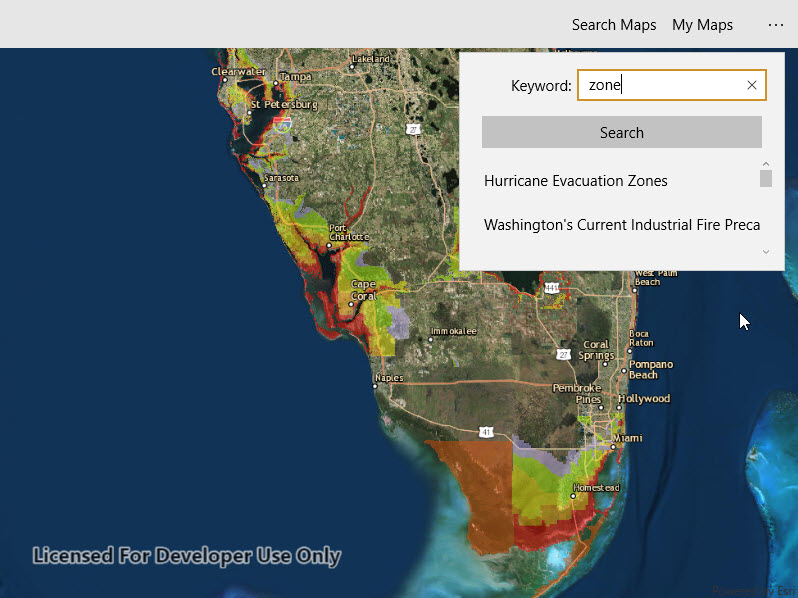 Search Maps My Maps ...
Keyword: zone
Search
Hurricane Evacuation Zones
Washington's Current Industrial Fire Preca
Lakeland
Clearwater
Tampa
St Petersburg
27
Sarasota
Port
Charlotte
Cape
Coral
Immokalee
Naples
441
West Palm
Beach
27
Boca
Raton
Coral
Springs
Pompano
Beach
Pembroke
Pines
Hollywood
41
Miami
Homestead
Licensed For Developer Use Only
Powered by Esri